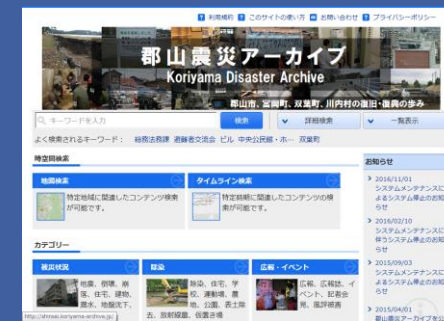 利用規約 このサイトの使い方 お問い合わせ プライバシーポリシー
郡山震災アーカイブ
Koriyama Disaster Archive
郡山市、富岡町、双葉町、川内村の復旧・復興の歩み
キーワードを入力 検索 詳細検索 一覧表示
よく検索されるキーワード： 総務法務課 避難者交流会 ビル 中央公民館・ホ… 双葉町
時空間検索
地図検索 タイムライン検索
特定地域に関連したコンテンツの検索が可能です。
特定時期に関連したコンテンツの検索が可能です。
カテゴリー
被災状況 除染 広報・イベント
地震、倒壊、崩
落、住宅、建物、
漏水、地盤沈下、
除染、住宅、学
校、運動場、農
地、公園、表土除
去、放射線量、仮置き場
広報、広報誌、イ
ベント、記者会
見、風評被害
お知らせ
2016/11/01
システムメンテナンスに
よるシステム停止のお知
らせ
2016/02/10
システムメンテナンスに
伴うシステム停止のお知
らせ
2015/09/03
システムメンテナンスに
よるシステム停止のお知
らせ
2015/04/01
郡山震災アーカイブを公
http://shinsai.koriyama-archive.jp/